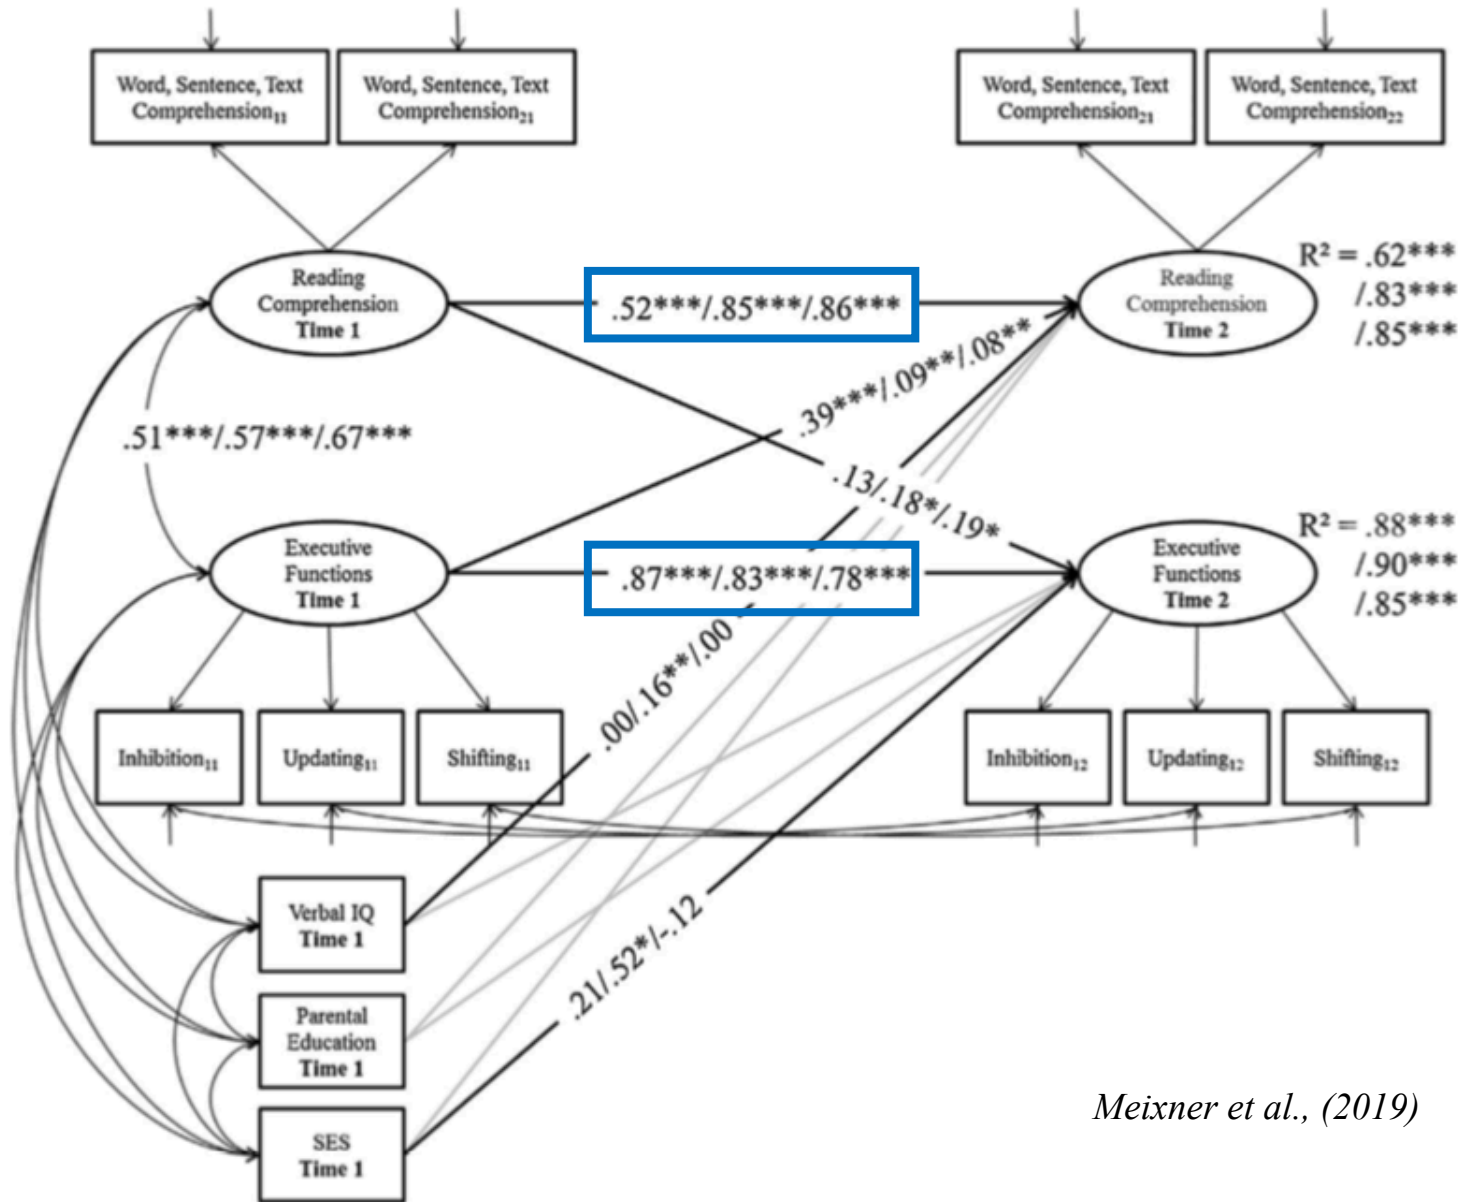 Word, Sentence, Text
Comprehension₁₁
Word, Sentence, Text
Comprehension₂₁
Word, Sentence, Text
Comprehension₂₁
Word, Sentence, Text
Comprehension₂₂
Reading
Comprehension
Time 1
.52***/.85***/.86***
Reading
Comprehension
Time 2
R² = .62***
/.83***
/.85***
.39***/.09**/.08**
.51***/.57***/.67***
.13/.18*/.19*
Executive
Functions
Time 1
.87***/.83***/.78***
Executive
Functions
Time 2
R² = .88***
/.90***
/.85***
.00/.16**/.00
Inhibition₁₁
Updating₁₁
Shifting₁₁
Inhibition₁₂
Updating₁₂
Shifting₁₂
Verbal IQ
Time 1
.21/.52*/-.12
Parental
Education
Time 1
SES
Time 1
Meixner et al., (2019)